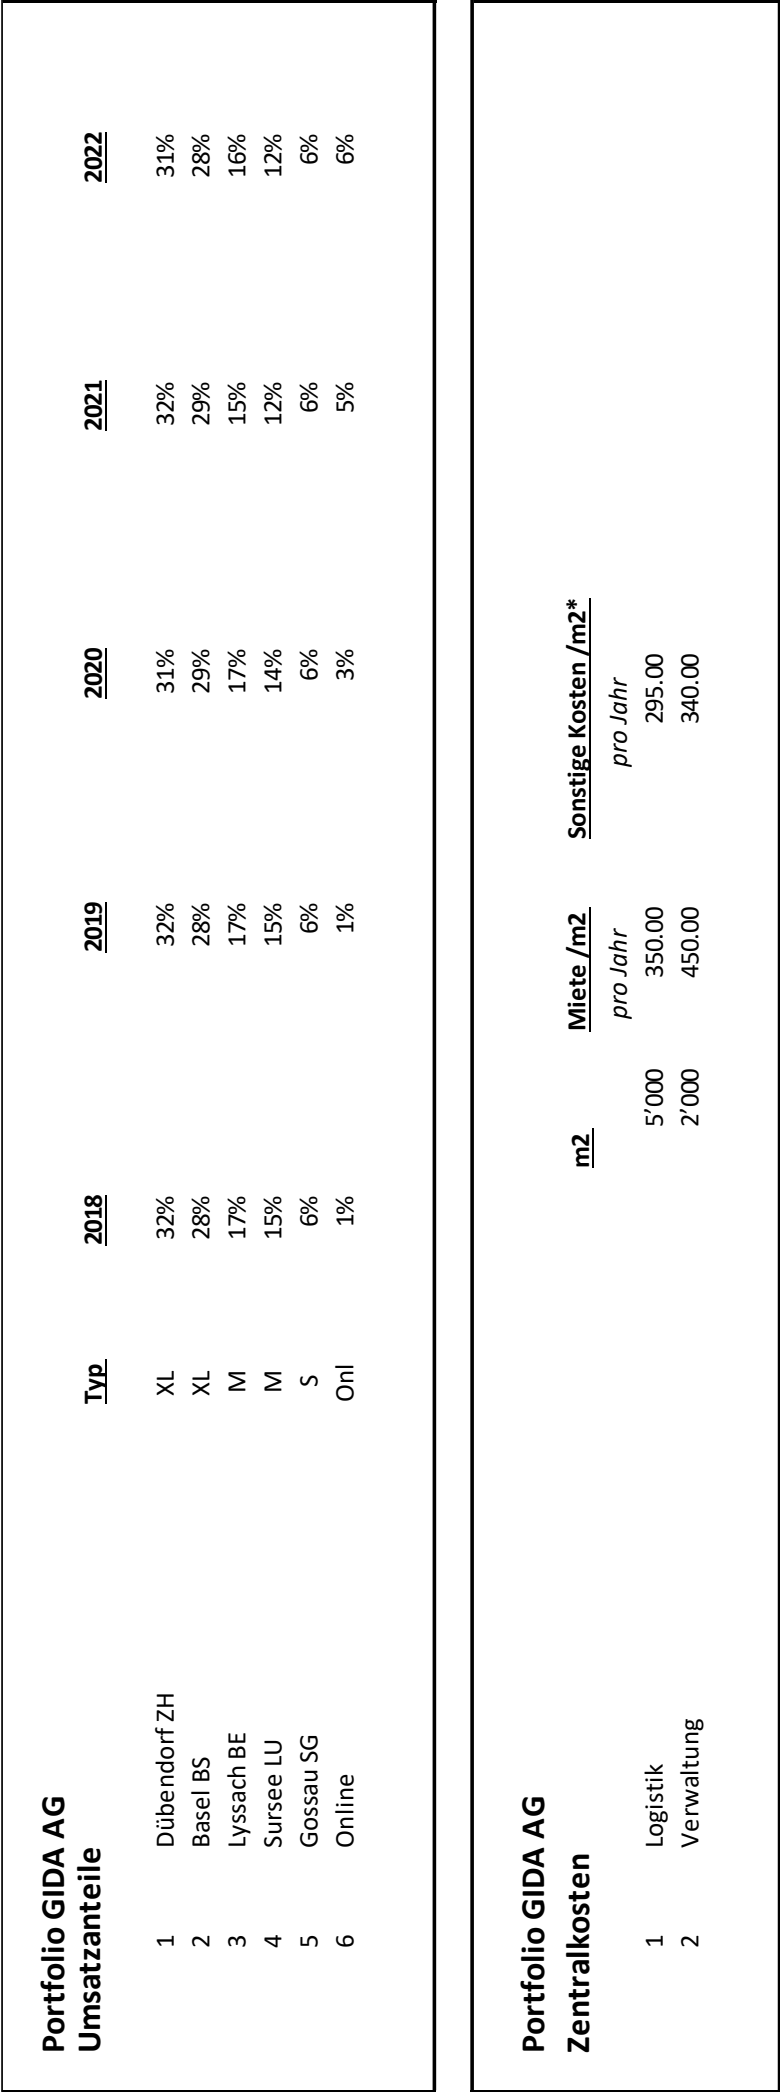 Portfolio GIDA AG
Umsatzanteile
Typ 2018 2019 2020 2021 2022
1 Dübendorf ZH XL 32% 32% 31% 32% 31%
2 Basel BS XL 28% 28% 29% 29% 28%
3 Lyssach BE M 17% 17% 17% 15% 16%
4 Sursee LU M 15% 15% 14% 12% 12%
5 Gossau SG S 6% 6% 6% 6% 6%
6 Online Onl 1% 1% 3% 5% 6%
Portfolio GIDA AG
Zentralkosten
m2 Miete /m2 Sonstige Kosten /m2*
pro Jahr pro Jahr
1 Logistik 5’000 350.00 295.00
2 Verwaltung 2’000 450.00 340.00